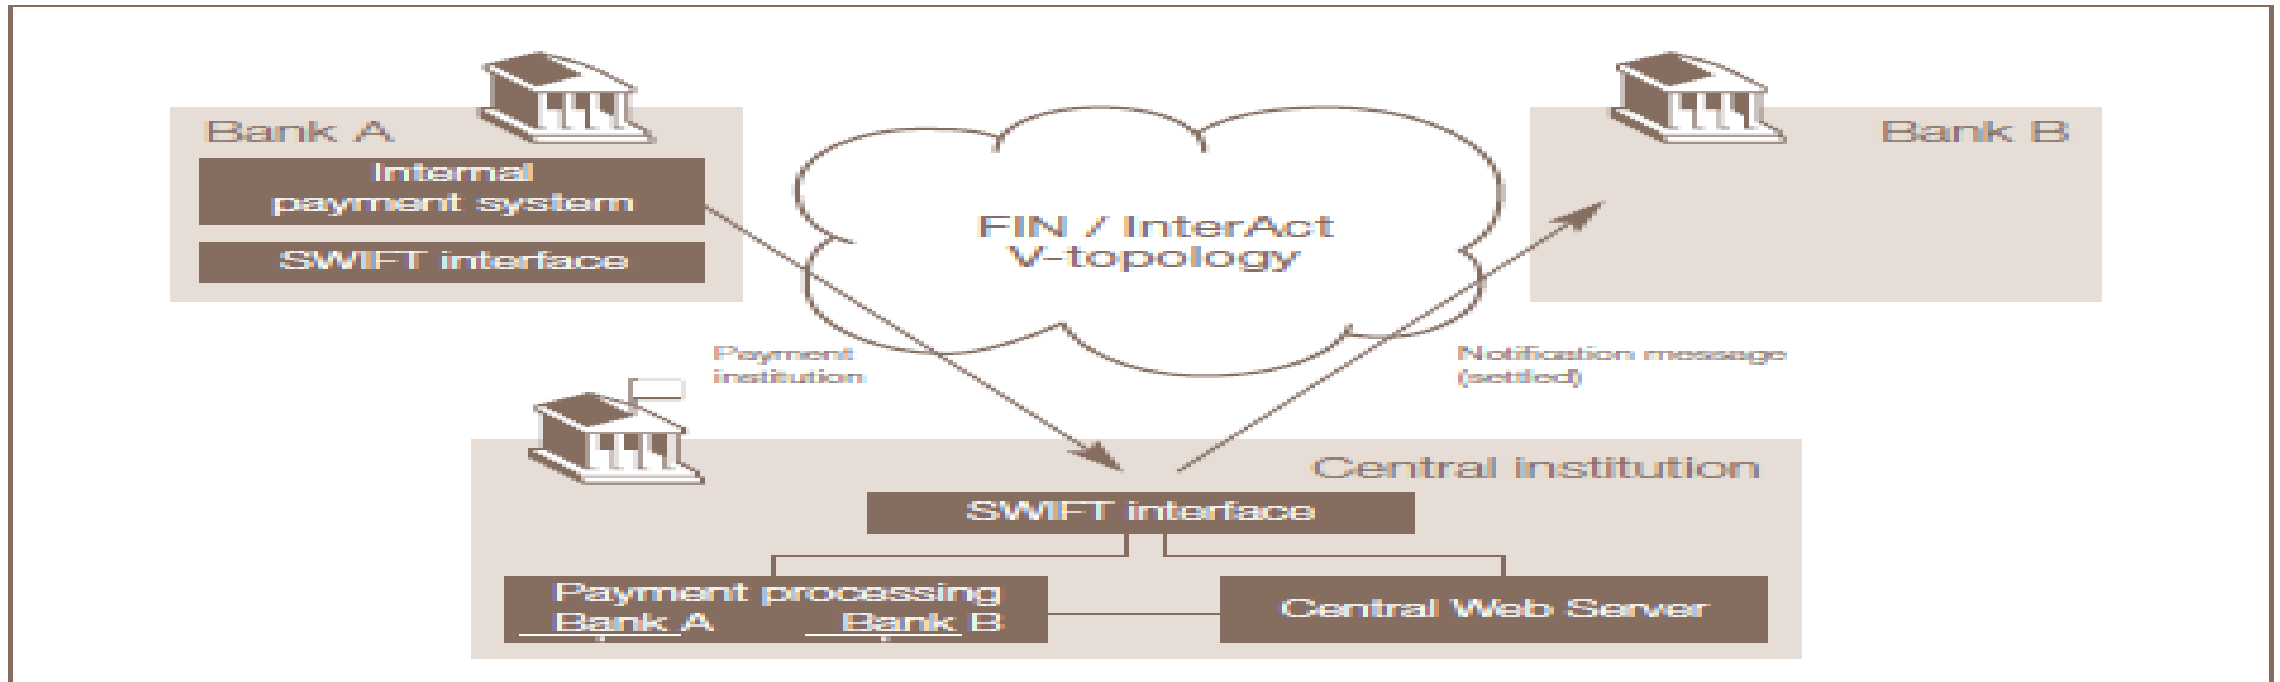 Bank A
Internal
payment system
SWIFT interface
FIN / InterAct
V-topology
Bank B
Payment
institution
Notification message
(settled)
Central institution
SWIFT interface
Payment processing
Bank A Bank B
Central Web Server